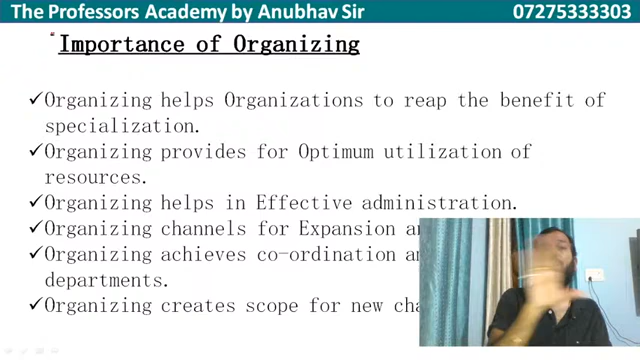 The Professors Academy by Anubhav Sir 07275333303
Importance of Organizing
✓Organizing helps Organizations to reap the benefit of
specialization.
✓Organizing provides for Optimum utilization of
resources.
✓Organizing helps in Effective administration.
✓Organizing channels for Expansion
✓Organizing achieves co-ordination
departments.
✓Organizing creates scope for new